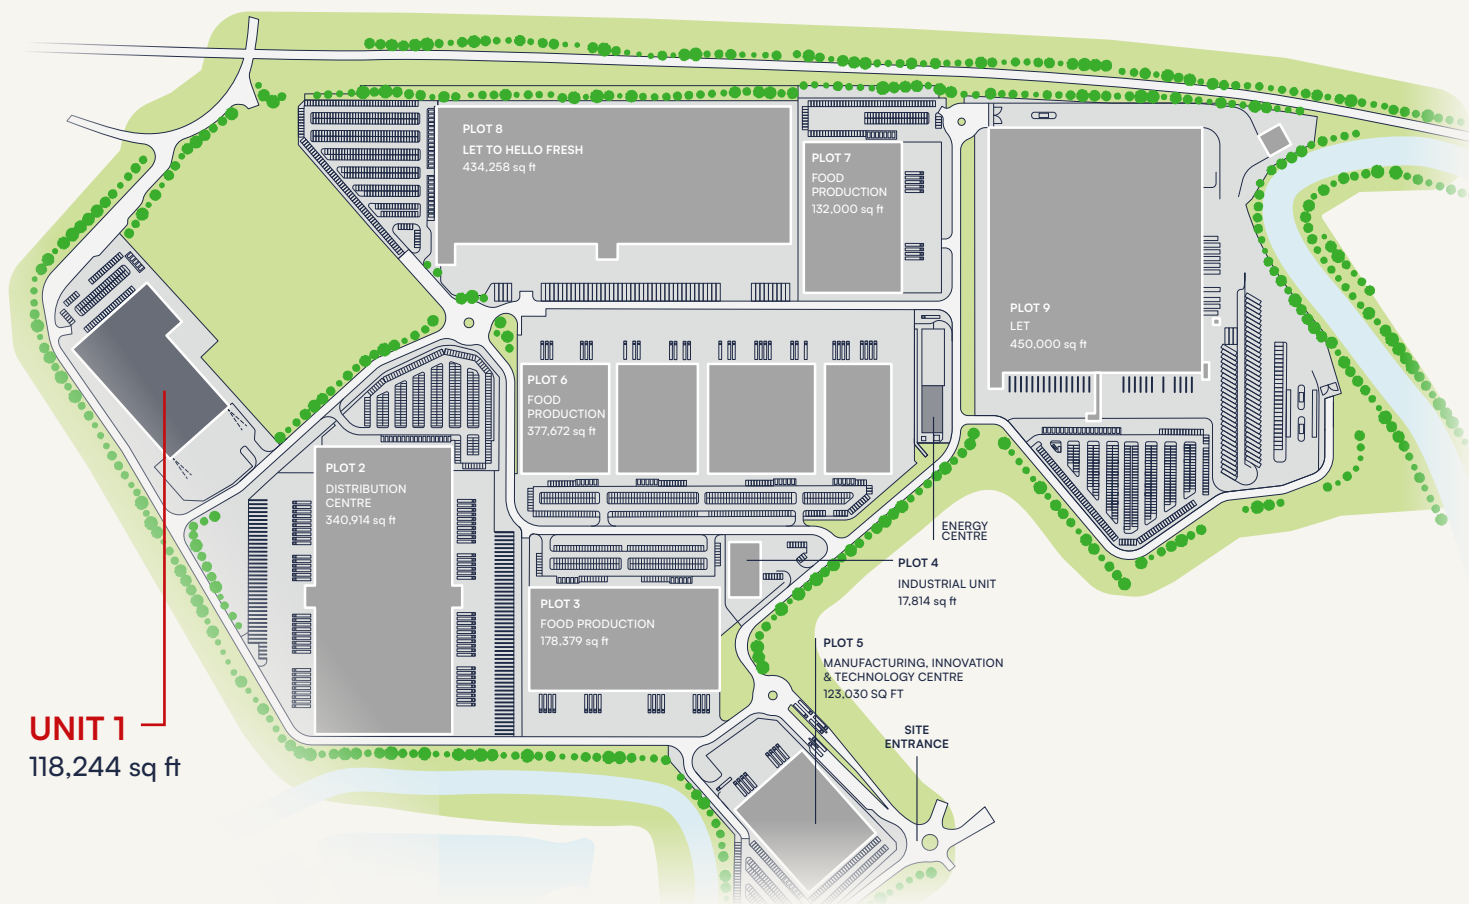 PLOT 8
LET TO HELLO FRESH
434,258 sq ft
PLOT 7
FOOD
PRODUCTION
132,000 sq ft
PLOT 9
LET
450,000 sq ft
PLOT 6
FOOD
PRODUCTION
377,672 sq ft
PLOT 2
DISTRIBUTION
CENTRE
340,914 sq ft
ENERGY
CENTRE
PLOT 4
INDUSTRIAL UNIT
17,814 sq ft
PLOT 3
FOOD PRODUCTION
178,379 sq ft
PLOT 5
MANUFACTURING, INNOVATION
& TECHNOLOGY CENTRE
123,030 SQ FT
UNIT 1
118,244 sq ft
SITE
ENTRANCE